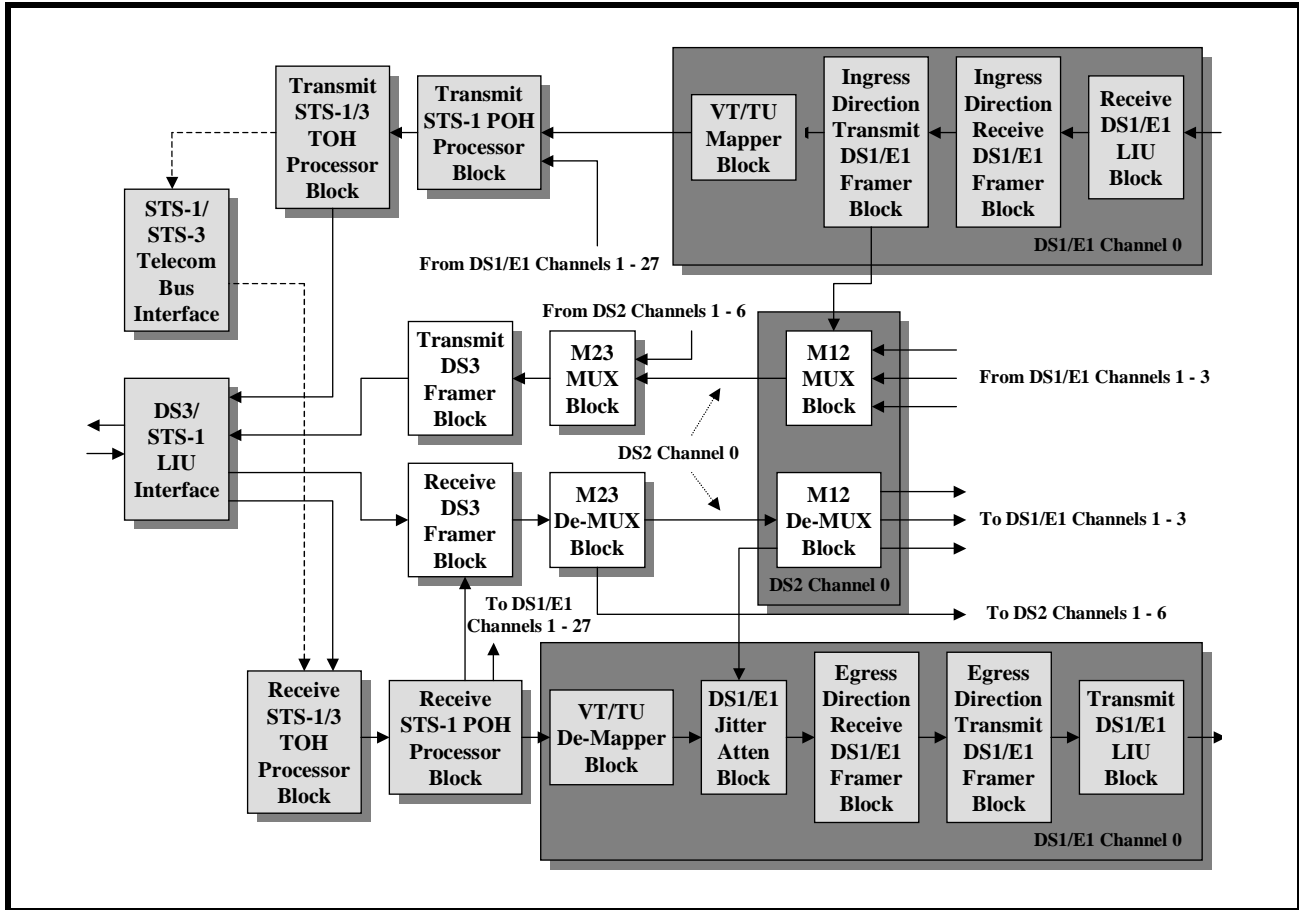 Transmit
STS-1/3
TOH
Processor
Block
Transmit
STS-1 POH
Processor
Block
VT/TU
Mapper
Block
Ingress
Direction
Transmit
DS1/E1
Framer
Block
Ingress
Direction
Receive
DS1/E1
Framer
Block
Receive
DS1/E1
LIU
Block
DS1/E1 Channel 0
STS-1/
STS-3
Telecom
Bus
Interface
From DS1/E1 Channels 1 - 27
From DS2 Channels 1 - 6
Transmit
DS3
Framer
Block
M23
MUX
Block
M12
MUX
Block
From DS1/E1 Channels 1 - 3
DS3/
STS-1
LIU
Interface
DS2 Channel 0
Receive
DS3
Framer
Block
M23
De-MUX
Block
M12
De-MUX
Block
To DS1/E1 Channels 1 - 3
DS2 Channel 0
To DS1/E1
Channels 1 - 27
To DS2 Channels 1 - 6
Receive
STS-1/3
TOH
Processor
Block
Receive
STS-1 POH
Processor
Block
VT/TU
De-Mapper
Block
DS1/E1
Jitter
Atten
Block
Egress
Direction
Receive
DS1/E1
Framer
Block
Egress
Direction
Transmit
DS1/E1
Framer
Block
Transmit
DS1/E1
LIU
Block
DS1/E1 Channel 0